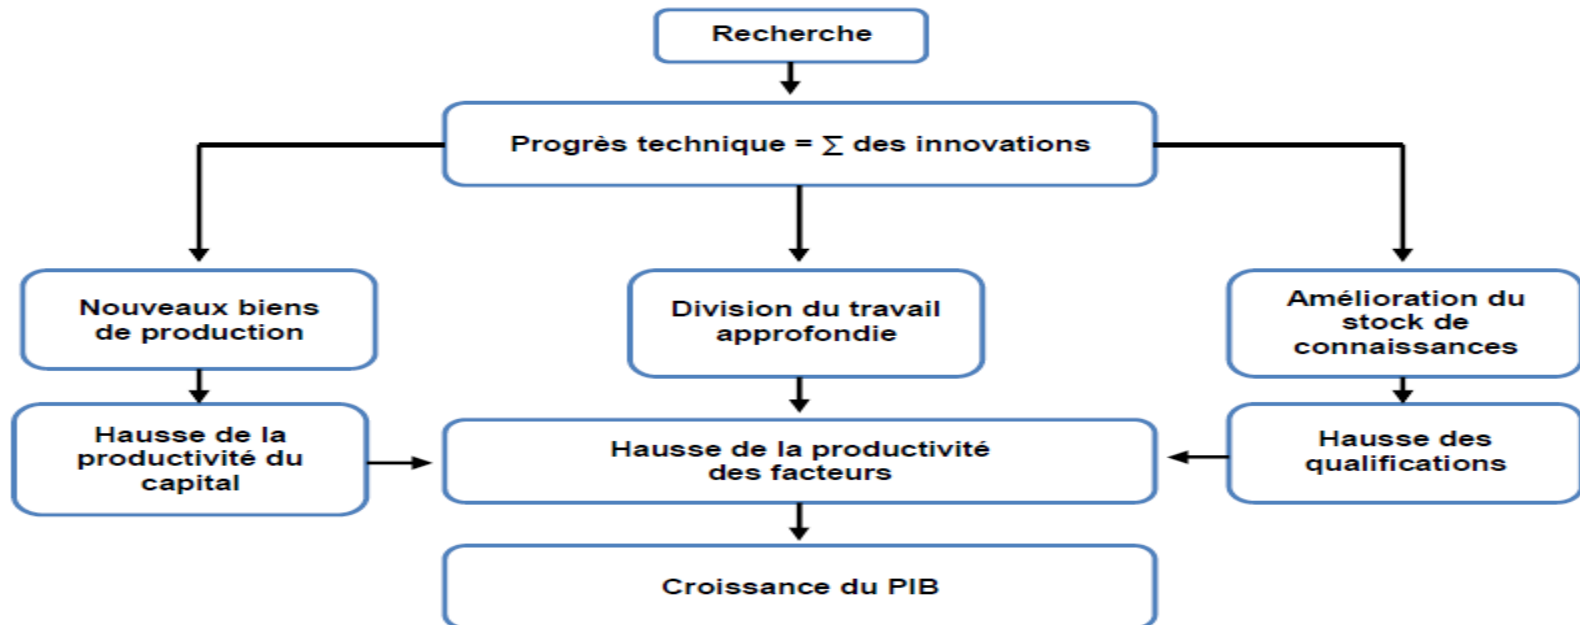 Recherche
Progrès technique = ∑ des innovations
Nouveaux biens
de production
Division du travail
approfondie
Amélioration du
stock de
connaissances
Hausse de la
productivité du
capital
Hausse de la productivité
des facteurs
Hausse des
qualifications
Croissance du PIB